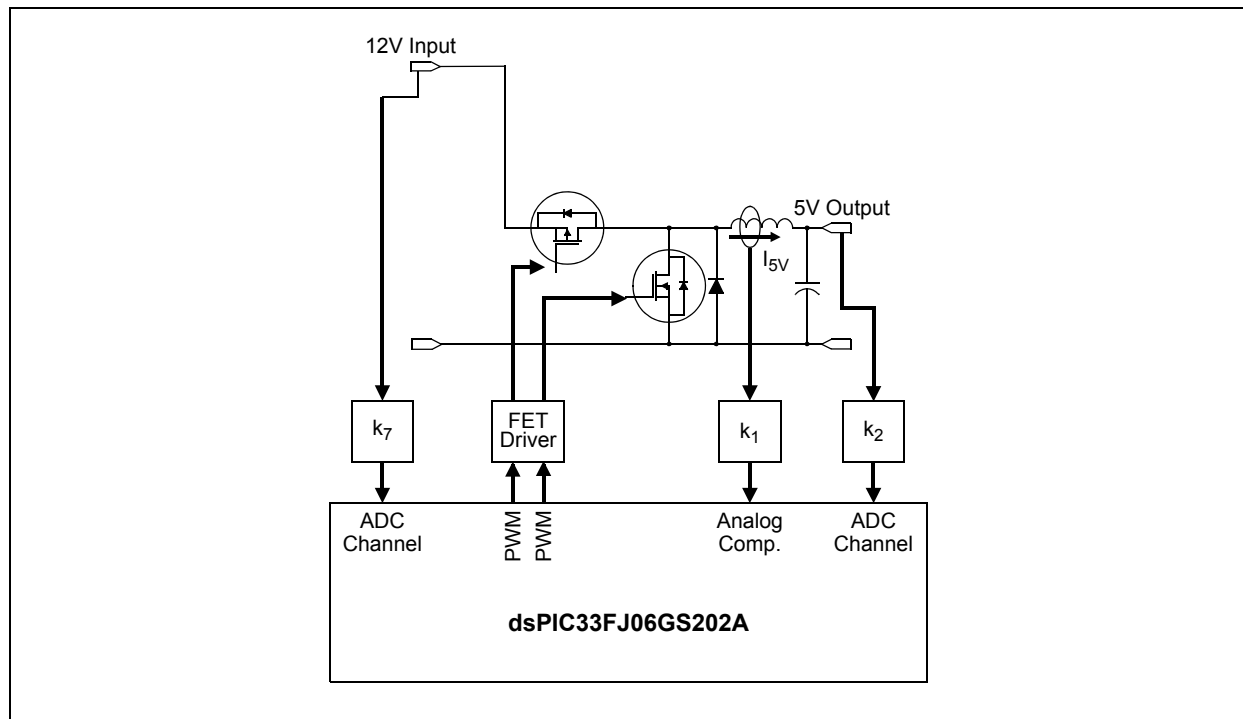 12V Input
5V Output
I5V
k7
FET
Driver
k1
k2
ADC
Channel
PWM
PWM
Analog
Comp.
ADC
Channel
dsPIC33FJ06GS202A